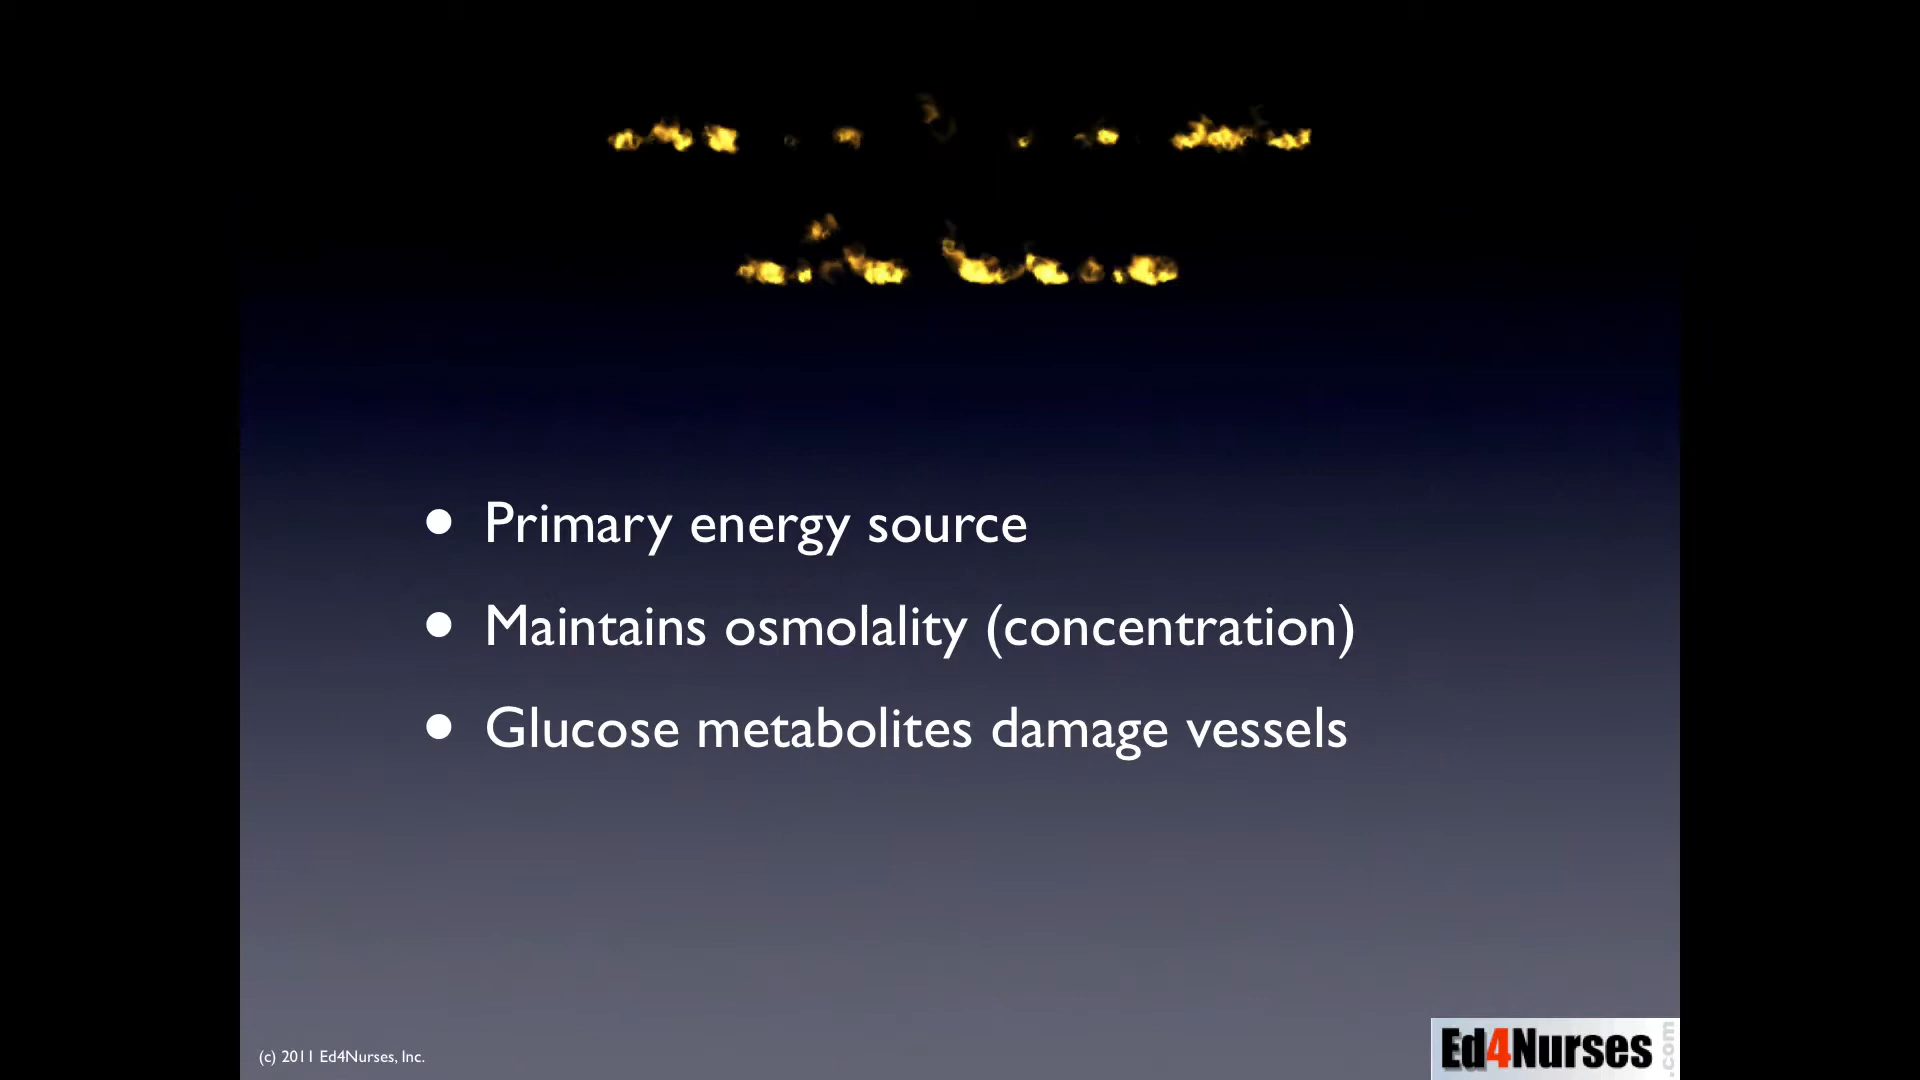 • Primary energy source
• Maintains osmolality (concentration)
• Glucose metabolites damage vessels
(c) 2011 Ed4Nurses, Inc.
Ed4Nurses
.com